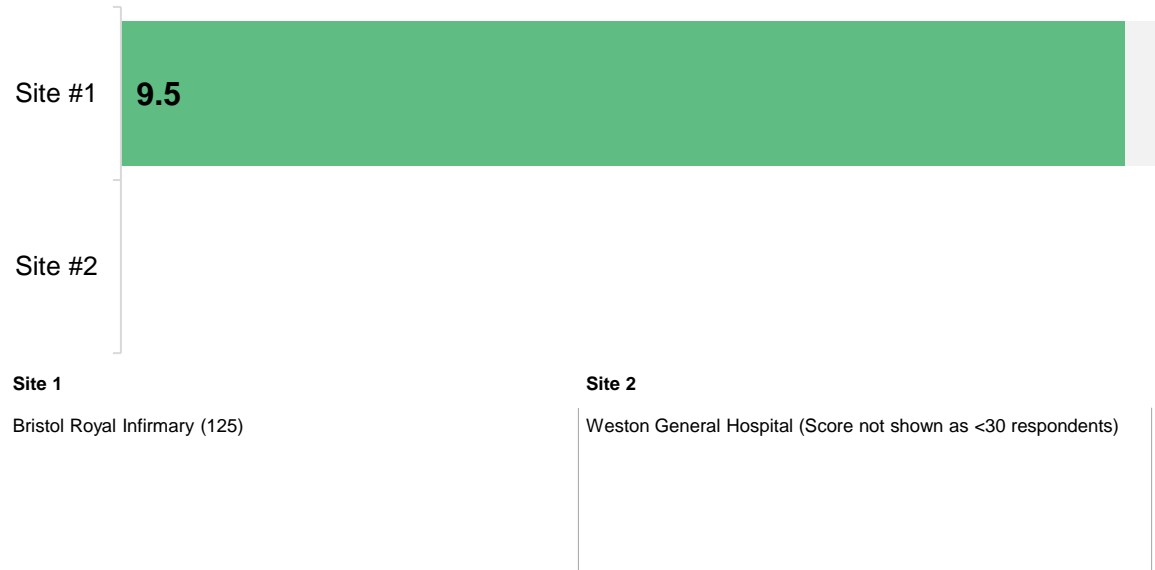 Site #1
9.5
Site #2
Site 1
Site 2
Bristol Royal Infirmary (125)
Weston General Hospital (Score not shown as <30 respondents)